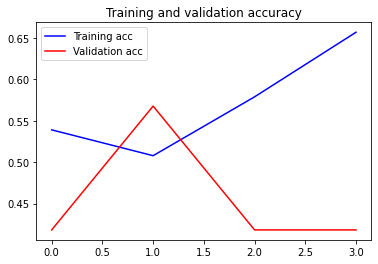 Training and validation accuracy
Training acc
Validation acc
0.65
0.60
0.55
0.50
0.45
0.0 0.5 1.0 1.5 2.0 2.5 3.0